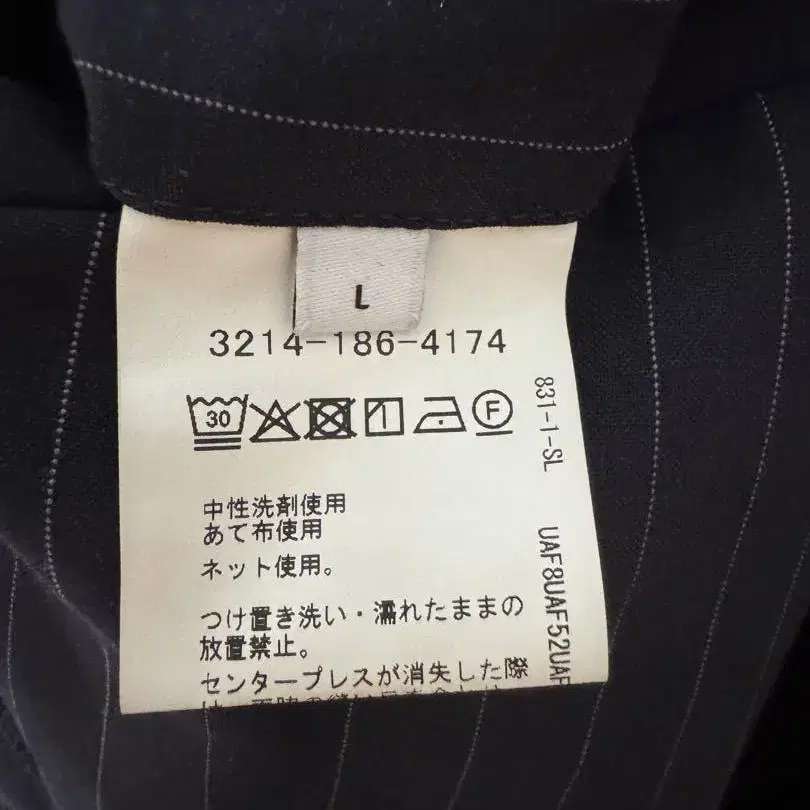 L
3214-186-4174
30
F
831-1-SL
UAF8UAF52UAF
中性洗剤使用
あて布使用
ネット使用。
つけ置き洗い・濡れたままの
放置禁止。
センタープレスが消失した際